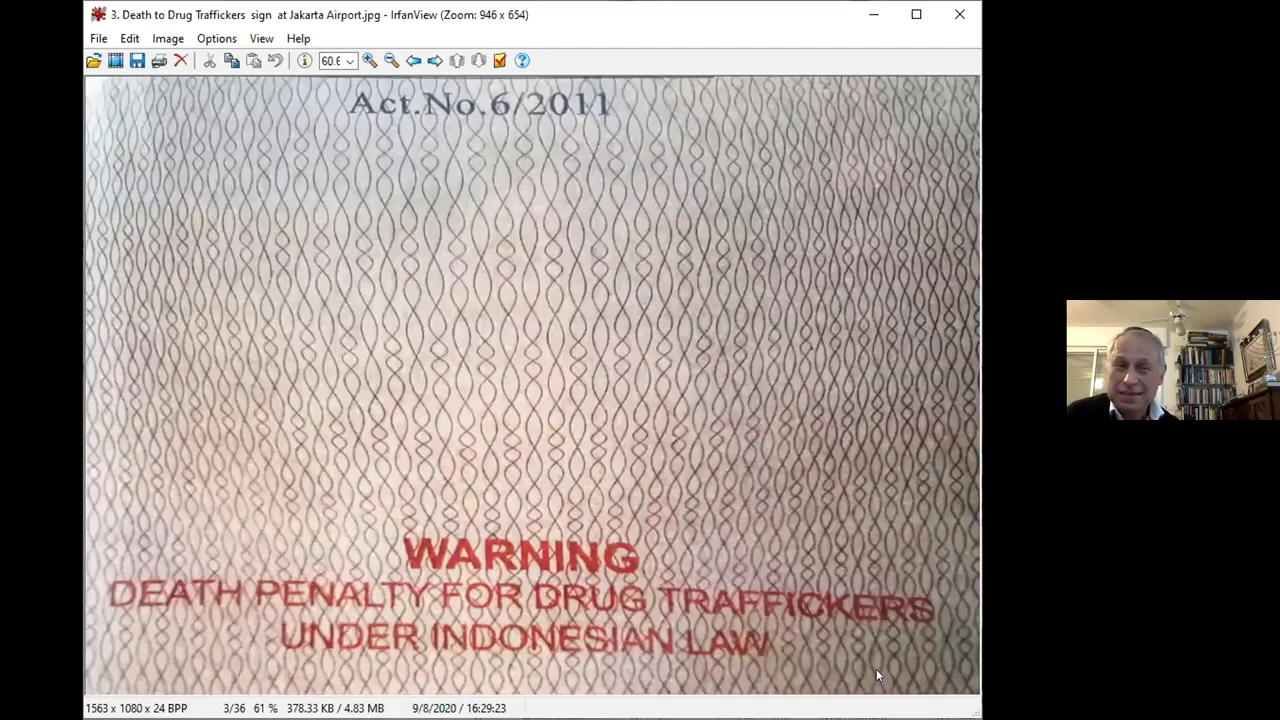 3. Death to Drug Traffickers sign at Jakarta Airport.jpg - IrfanView (Zoom: 946 x 654)
File Edit Image Options View Help
60.6
Act.No.6/2011
WARNING
DEATH PENALTY FOR DRUG TRAFFICKERS
UNDER INDONESIAN LAW
1563 x 1080 x 24 BPP 3/36 61 % 378.33 KB / 4.83 MB 9/8/2020 / 16:29:23